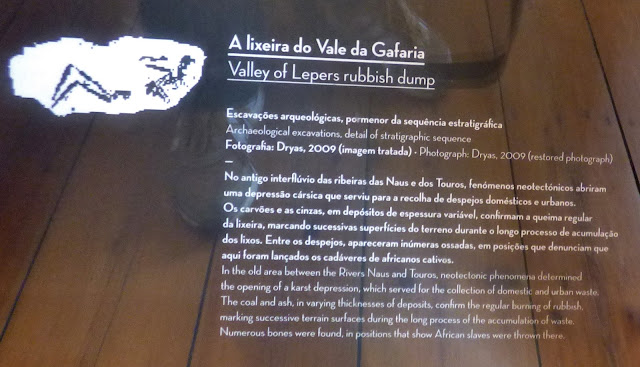 A lixeira do Vale da Gafaria
Valley of Lepers rubbish dump
Escavações arqueológicas, pormenor da sequência estratigráfica
Archaeological excavations, detail of stratigraphic sequence
Fotografia: Dryas, 2009 (imagem tratada) · Photograph: Dryas, 2009 (restored photograph)
—
No antigo interflúvio das ribeiras das Naus e dos Touros, fenómenos neotectónicos abriram
uma depressão cársica que serviu para a recolha de despejos domésticos e urbanos.
Os carvões e as cinzas, em depósitos de espessura variável, confirmam a queima regular
da lixeira, marcando sucessivas superfícies do terreno durante o longo processo de acumulação
dos lixos. Entre os despejos, apareceram inúmeras ossadas, em posições que denunciam que
aqui foram lançados os cadáveres de africanos cativos.
In the old area between the Rivers Naus and Touros, neotectonic phenomena determined
the opening of a karst depression, which served for the collection of domestic and urban waste.
The coal and ash, in varying thicknesses of deposits, confirm the regular burning of rubbish,
marking successive terrain surfaces during the long process of the accumulation of waste.
Numerous bones were found, in positions that show African slaves were thrown there.